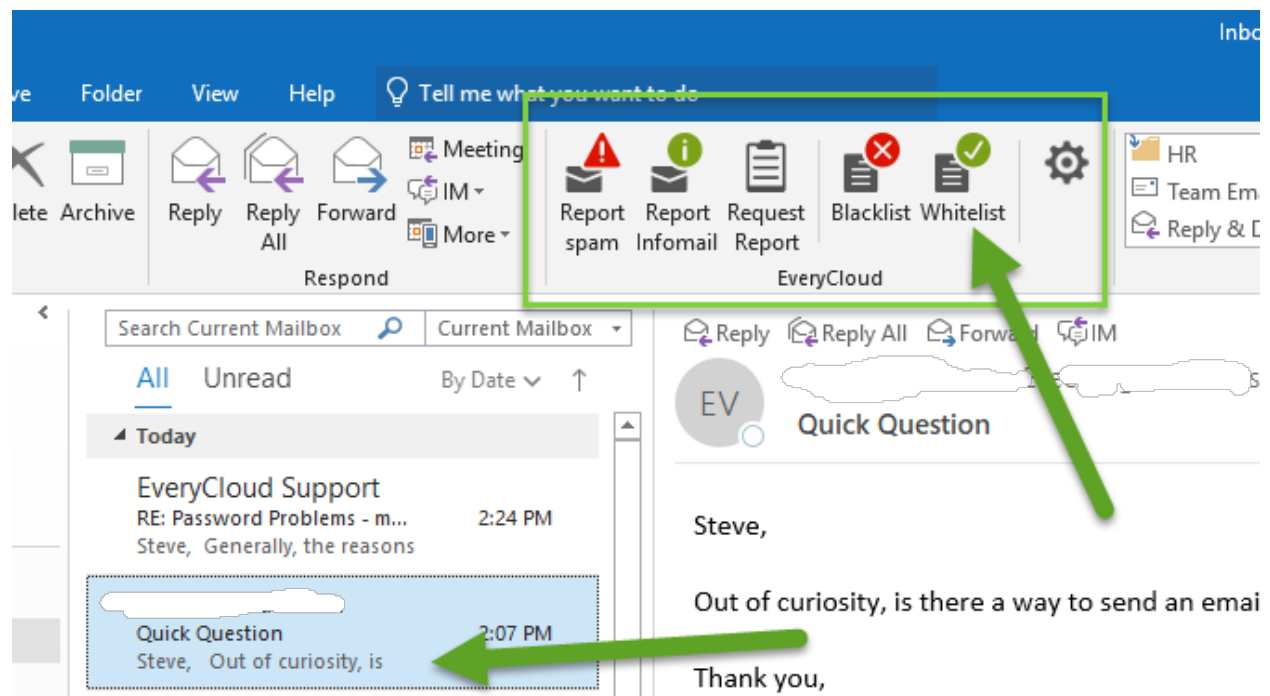 Inbo
ve Folder View Help Tell me what you want to do
Meeting
IM
More
lete Archive Reply Reply All Forward
Respond
Report spam Report Infomail Request Report Blacklist Whitelist
EveryCloud
HR
Team Ema
Reply & D
Search Current Mailbox Current Mailbox
All Unread By Date
Today
EveryCloud Support
RE: Password Problems - m... 2:24 PM
Steve, Generally, the reasons
Quick Question 2:07 PM
Steve, Out of curiosity, is
Reply Reply All Forward IM
EV
Quick Question
Steve,
Out of curiosity, is there a way to send an emai
Thank you,